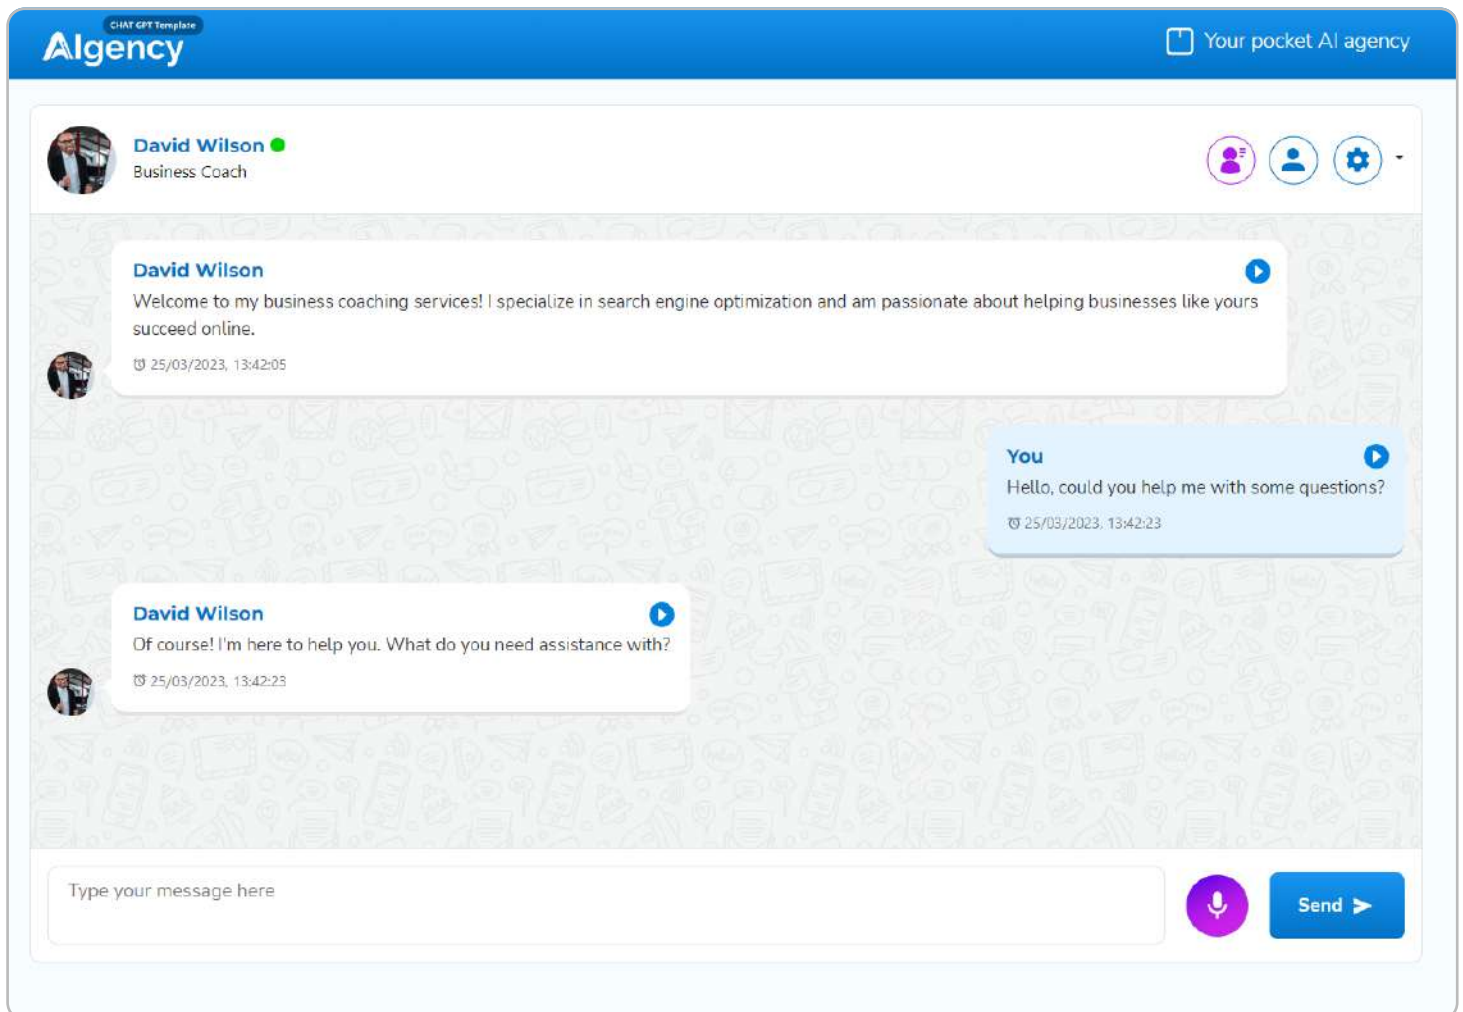 CHAT GPT Template
AIgency
Your pocket AI agency
David Wilson
Business Coach
David Wilson
Welcome to my business coaching services! I specialize in search engine optimization and am passionate about helping businesses like yours
succeed online.
25/03/2023, 13:42:05
You
Hello, could you help me with some questions?
25/03/2023, 13:42:23
David Wilson
Of course! I'm here to help you. What do you need assistance with?
25/03/2023, 13:42:23
Type your message here
Send